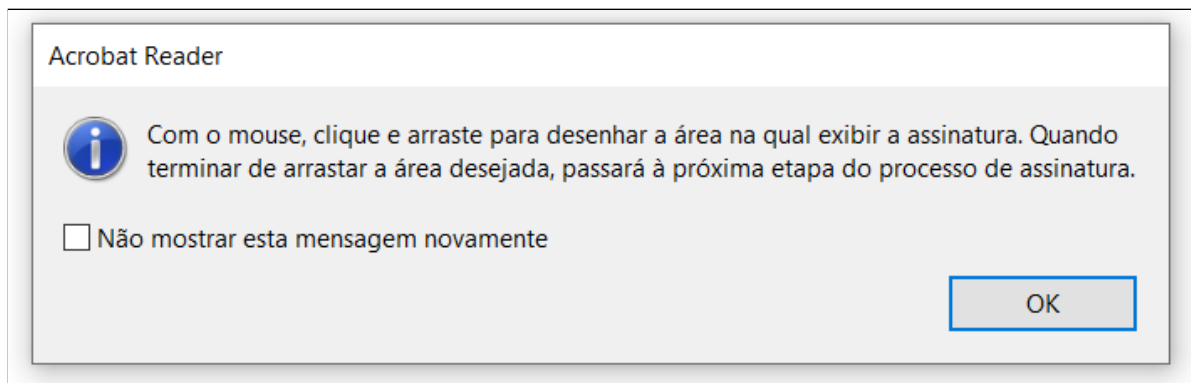 Acrobat Reader
Com o mouse, clique e arraste para desenhar a área na qual exibir a assinatura. Quando
terminar de arrastar a área desejada, passará à próxima etapa do processo de assinatura.
Não mostrar esta mensagem novamente
OK